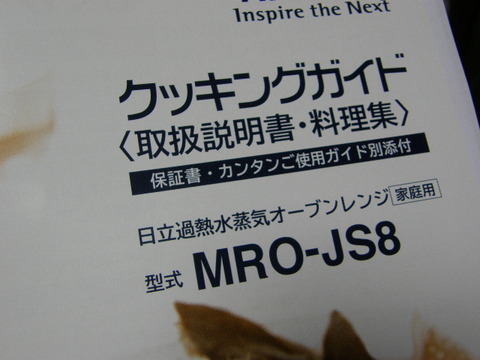 Inspire the Next
クッキングガイド
〈取扱説明書・料理集〉
保証書・カンタンご使用ガイド別添付
日立過熱水蒸気オーブンレンジ 家庭用
型式 MRO-JS8